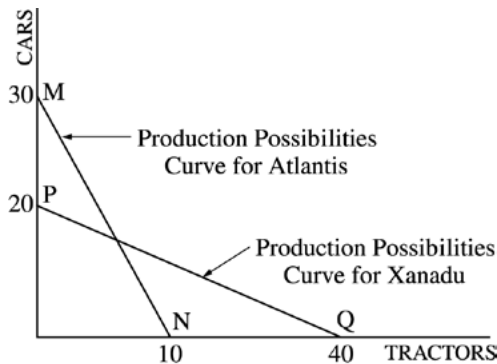 CARS
30
M
Production Possibilities
Curve for Atlantis
20
P
Production Possibilities
Curve for Xanadu
N
Q
10
40
TRACTORS